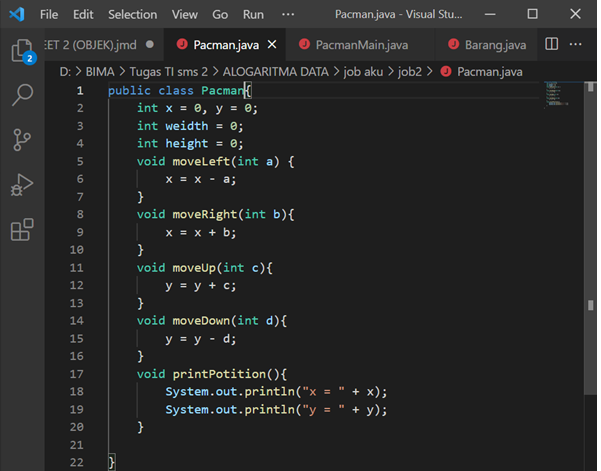 File Edit Selection View Go Run ··· Pacman.java - Visual Stu...
EET 2 (OBJEK).jmd ● Pacman.java × PacmanMain.java Barang.java ···
D: > BIMA > Tugas TI sms 2 > ALOGARITMA DATA > job aku > job2 > Pacman.java
2
1 public class Pacman{
2 int x = 0, y = 0;
3 int weidth = 0;
4 int height = 0;
5 void moveLeft(int a) {
6 x = x - a;
7 }
8 void moveRight(int b){
9 x = x + b;
10 }
11 void moveUp(int c){
12 y = y + c;
13 }
14 void moveDown(int d){
15 y = y - d;
16 }
17 void printPotition(){
18 System.out.println("x = " + x);
19 System.out.println("y = " + y);
20 }
21
22 }